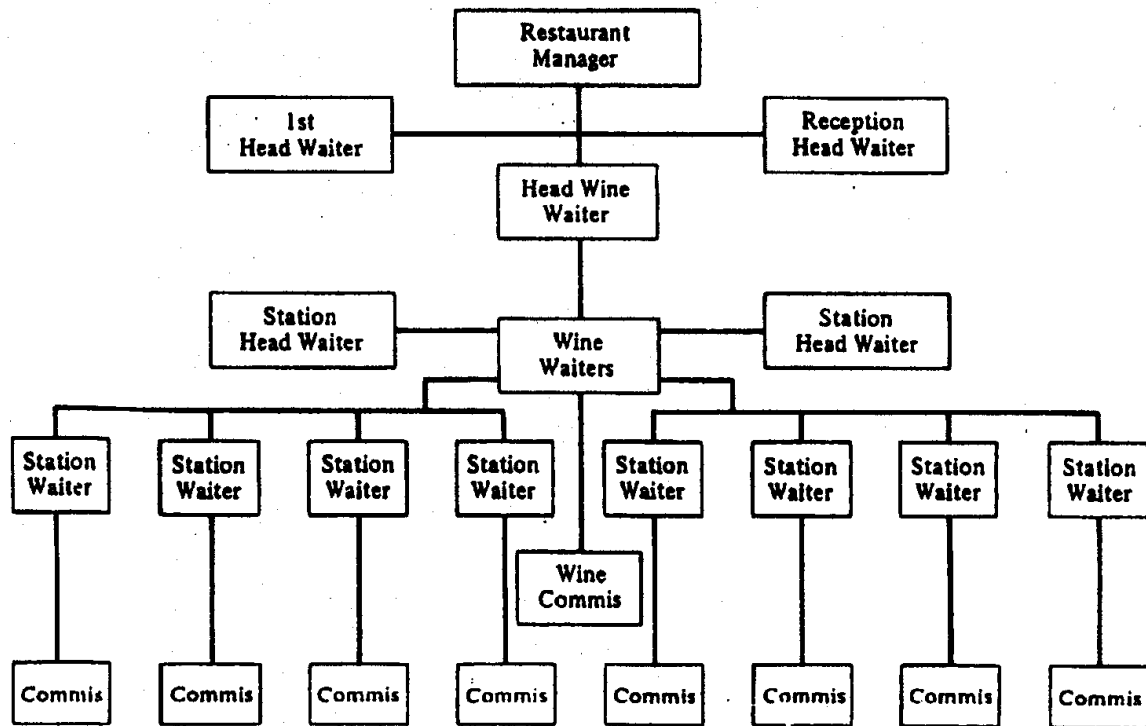 Restaurant
Manager
1st
Head Waiter
Reception
Head Waiter
Head Wine
Waiter
Station
Head Waiter
Wine
Waiters
Station
Head Waiter
Station
Waiter
Station
Waiter
Station
Waiter
Station
Waiter
Station
Waiter
Station
Waiter
Station
Waiter
Station
Waiter
Wine
Commis
Commis
Commis
Commis
Commis
Commis
Commis
Commis
Commis